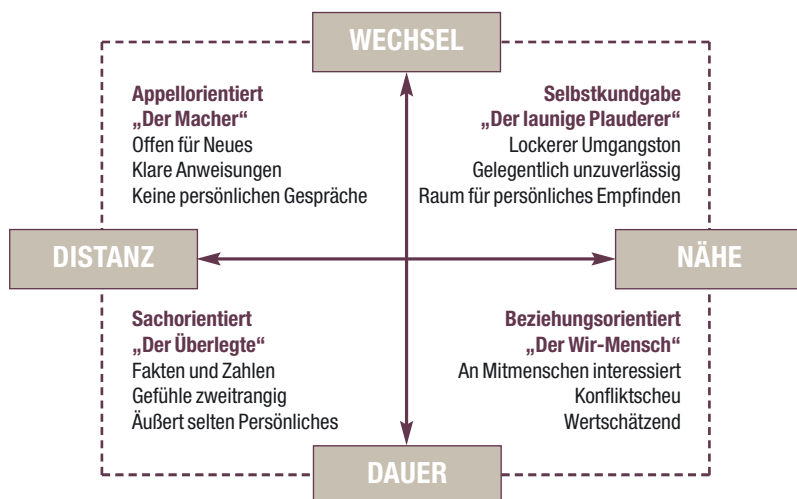 WECHSEL
Appellorientiert
„Der Macher“
Offen für Neues
Klare Anweisungen
Keine persönlichen Gespräche
Selbstkundgabe
„Der launige Plauderer“
Lockerer Umgangston
Gelegentlich unzuverlässig
Raum für persönliches Empfinden
DISTANZ
NÄHE
Sachorientiert
„Der Überlegte“
Fakten und Zahlen
Gefühle zweitrangig
Äußert selten Persönliches
Beziehungsorientiert
„Der Wir-Mensch“
An Mitmenschen interessiert
Konfliktscheu
Wertschätzend
DAUER